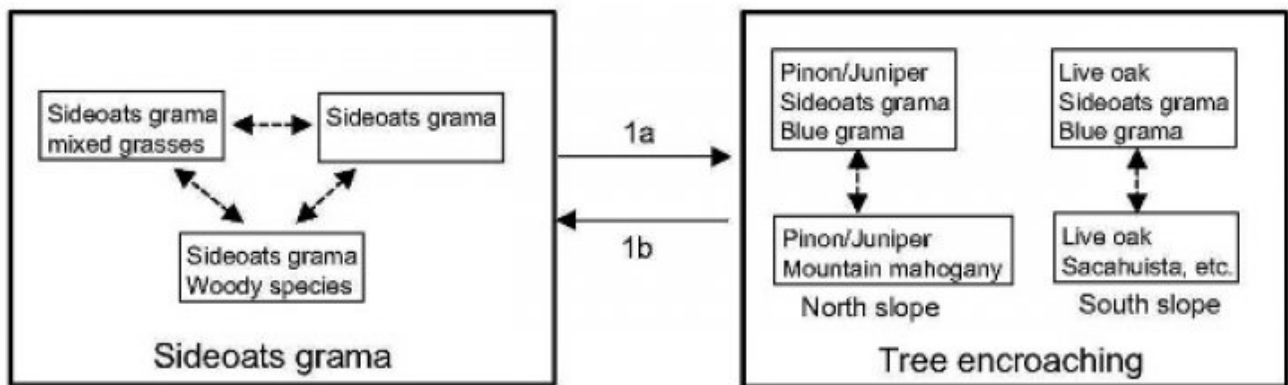 Sideoats grama
mixed grasses
Sideoats grama
Sideoats grama
Woody species
Sideoats grama
1a
1b
Pinon/Juniper
Sideoats grama
Blue grama
Live oak
Sideoats grama
Blue grama
Pinon/Juniper
Mountain mahogany
Live oak
Sacahuista, etc.
North slope
South slope
Tree encroaching